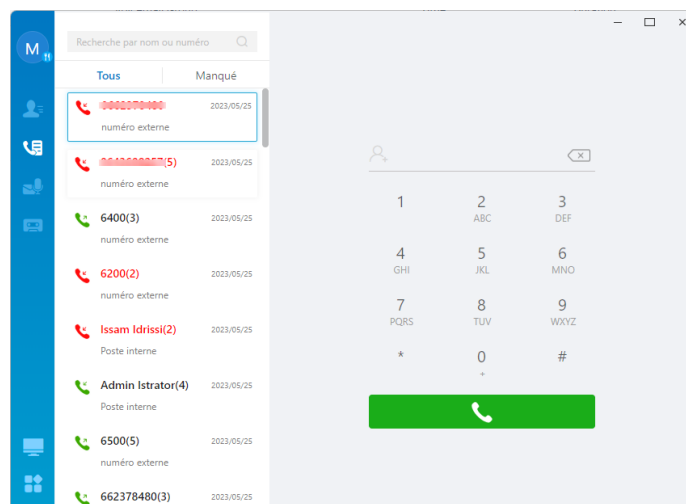 M
Recherche par nom ou numéro
Tous
Manqué
2023/05/25
numéro externe
(5)
2023/05/25
numéro externe
6400(3)
2023/05/25
numéro externe
6200(2)
2023/05/25
numéro externe
Issam Idrissi(2)
2023/05/25
Poste interne
Admin Istrator(4)
2023/05/25
Poste interne
6500(5)
2023/05/25
numéro externe
662378480(3)
2023/05/25
1 2 3
ABC DEF
4 5 6
GHI JKL MNO
7 8 9
PQRS TUV WXYZ
* 0 #
+